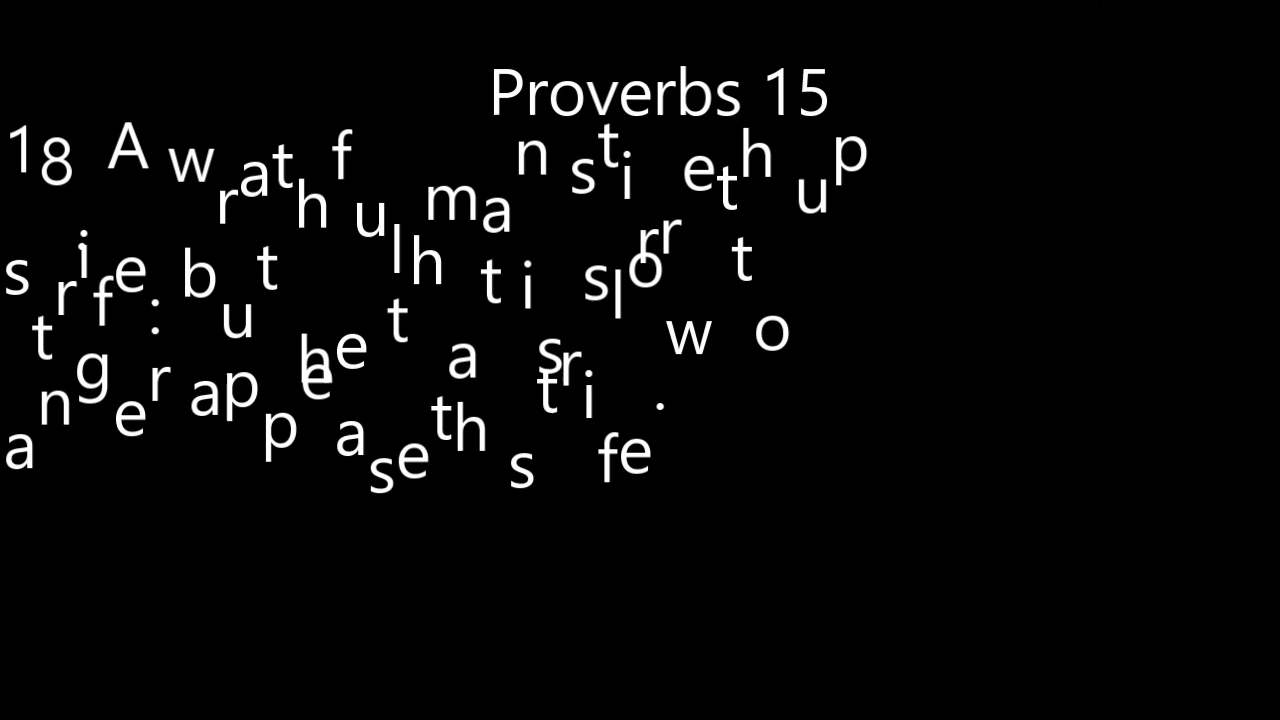 Proverbs 15
18 A wrathful man stirreth up
strife: but he that is slow to
anger appeaseth strife.